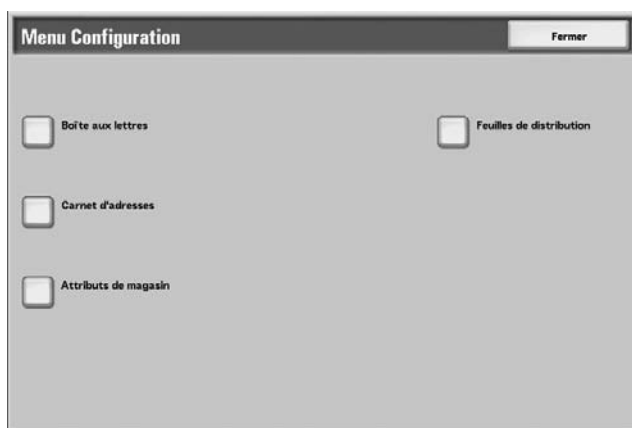 Menu Configuration
Fermer
Boîte aux lettres
Feuilles de distribution
Carnet d'adresses
Attributs de magasin